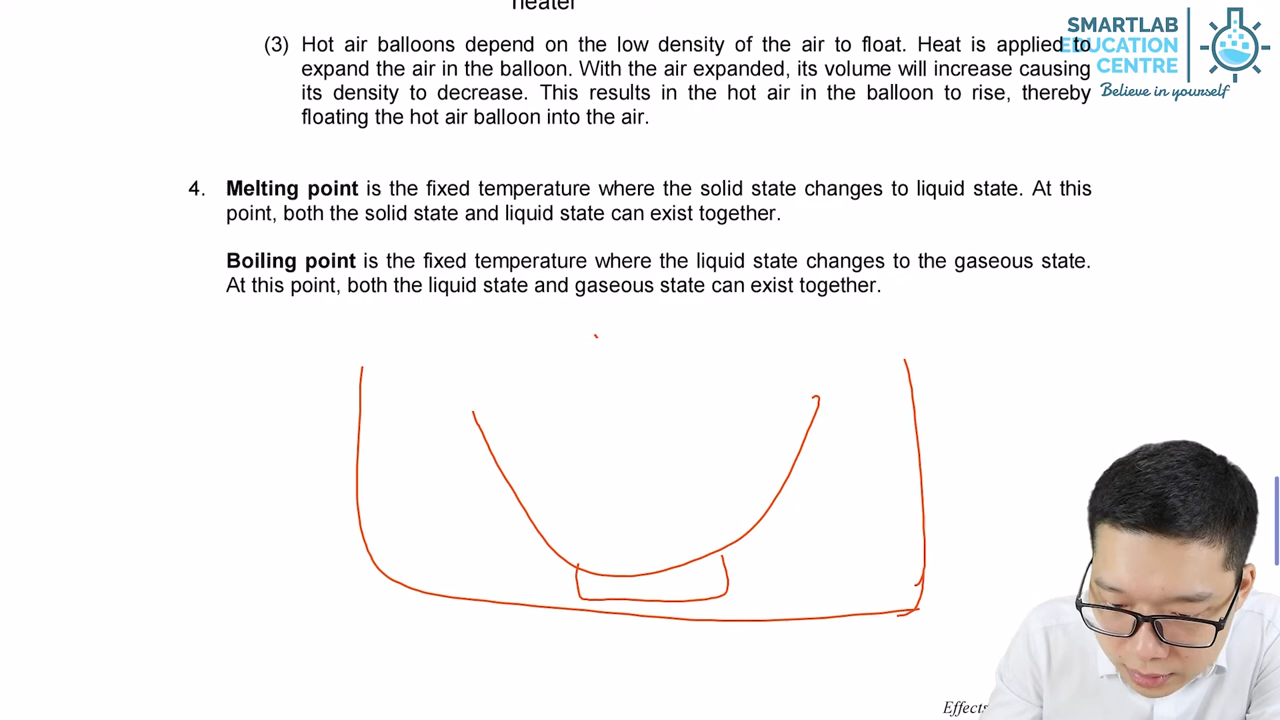 heater
(3) Hot air balloons depend on the low density of the air to float. Heat is applied to
expand the air in the balloon. With the air expanded, its volume will increase causing
its density to decrease. This results in the hot air in the balloon to rise, thereby
floating the hot air balloon into the air.
SMARTLAB
EDUCATION
CENTRE
Believe in yourself
4. Melting point is the fixed temperature where the solid state changes to liquid state. At this
point, both the solid state and liquid state can exist together.
Boiling point is the fixed temperature where the liquid state changes to the gaseous state.
At this point, both the liquid state and gaseous state can exist together.
Effects